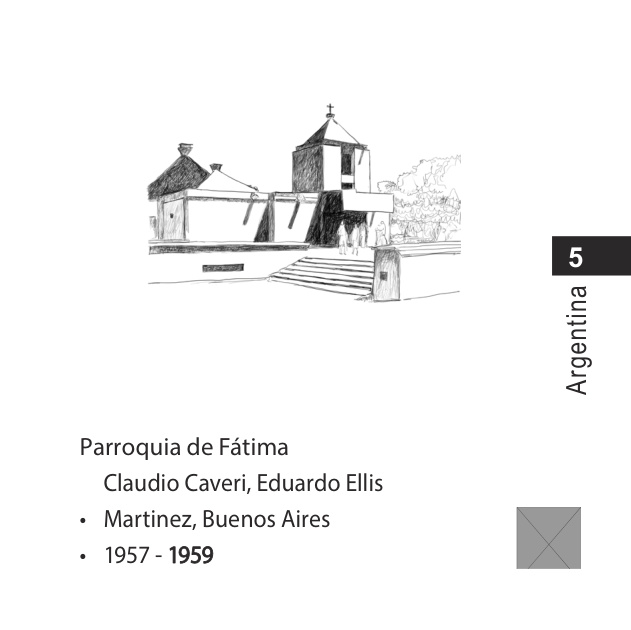 5
Argentina
Parroquia de Fátima
Claudio Caveri, Eduardo Ellis
• Martinez, Buenos Aires
• 1957 - 1959